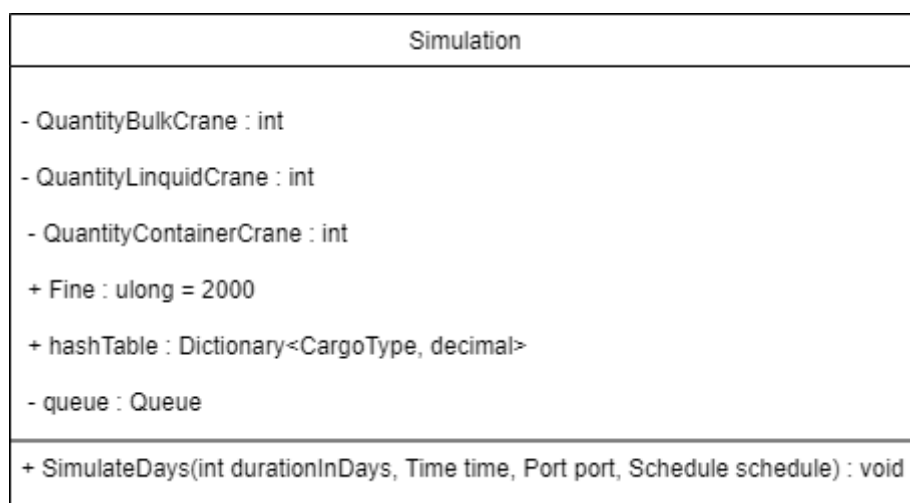 Simulation
- QuantityBulkCrane : int
- QuantityLinquidCrane : int
- QuantityContainerCrane : int
+ Fine : ulong = 2000
+ hashTable : Dictionary<CargoType, decimal>
- queue : Queue
+ SimulateDays(int durationInDays, Time time, Port port, Schedule schedule) : void